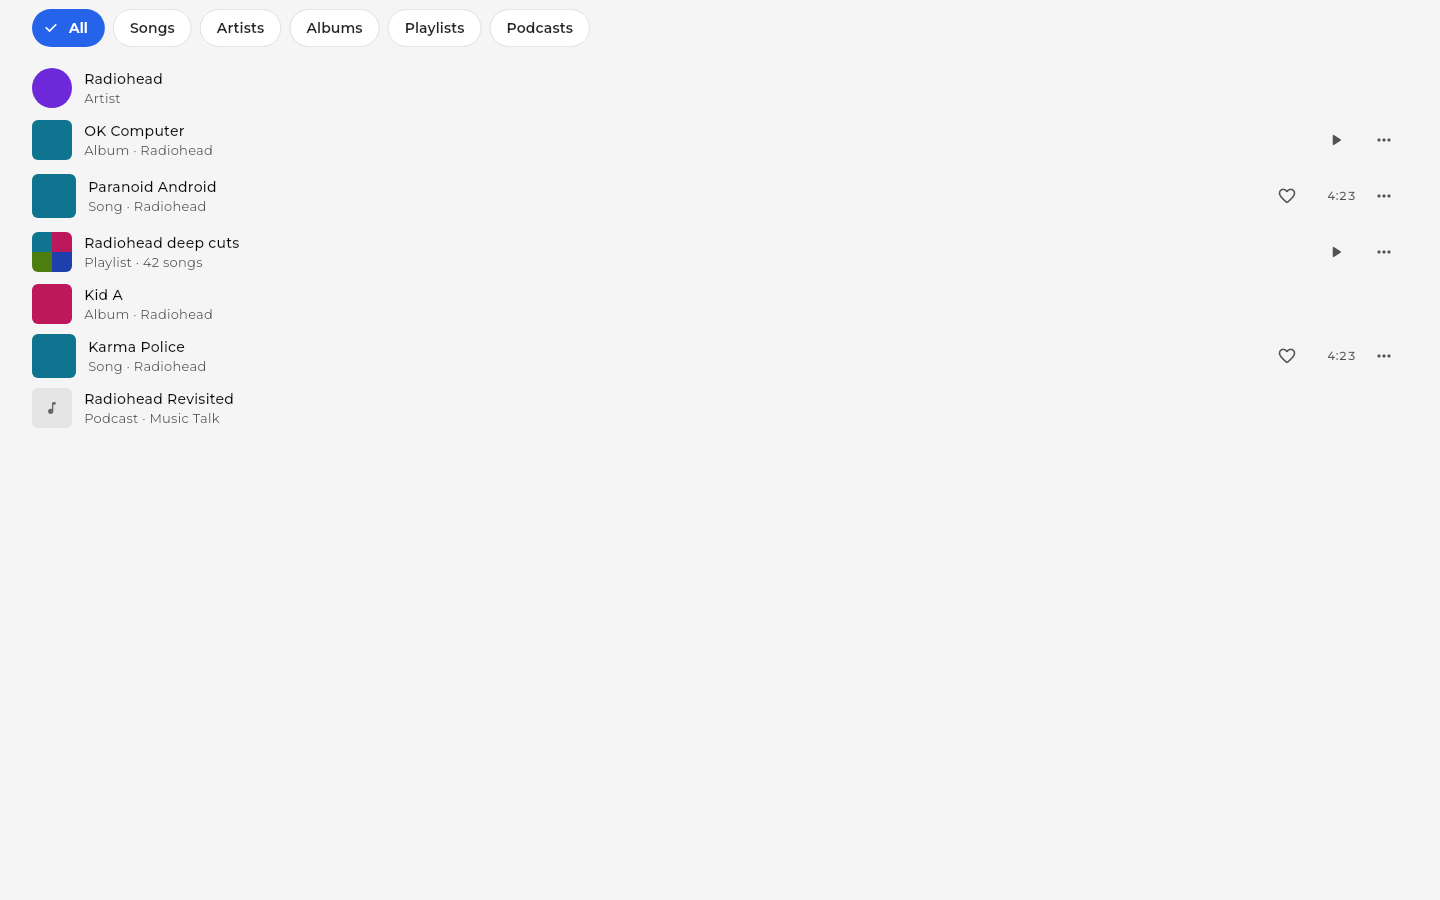 All
Songs
Artists
Albums
Playlists
Podcasts
Radiohead
Artist
OK Computer
Album · Radiohead
Paranoid Android
Song · Radiohead
4:23
Radiohead deep cuts
Playlist · 42 songs
Kid A
Album · Radiohead
Karma Police
Song · Radiohead
4:23
Radiohead Revisited
Podcast · Music Talk